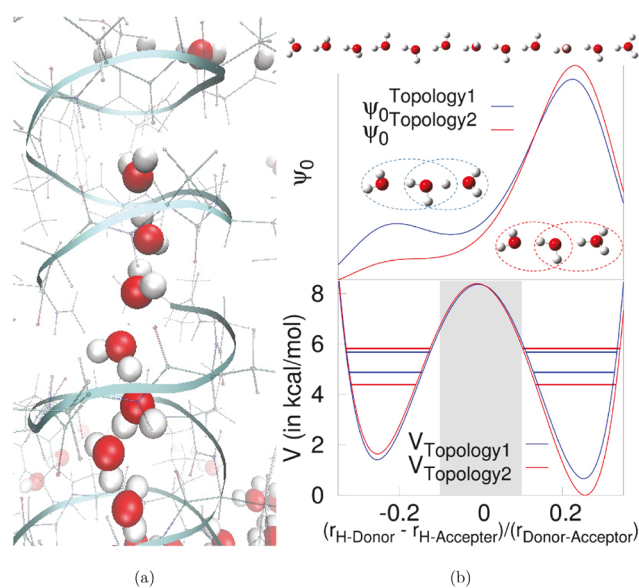 Ψ₀Topology1
Ψ₀Topology2
Ψ₀
8
6
4
2
0
V (in kcal/mol)
VTopology1
VTopology2
-0.2
0
0.2
(rH-Donor - rH-Accepter)/(rDonor-Acceptor)
(a)
(b)